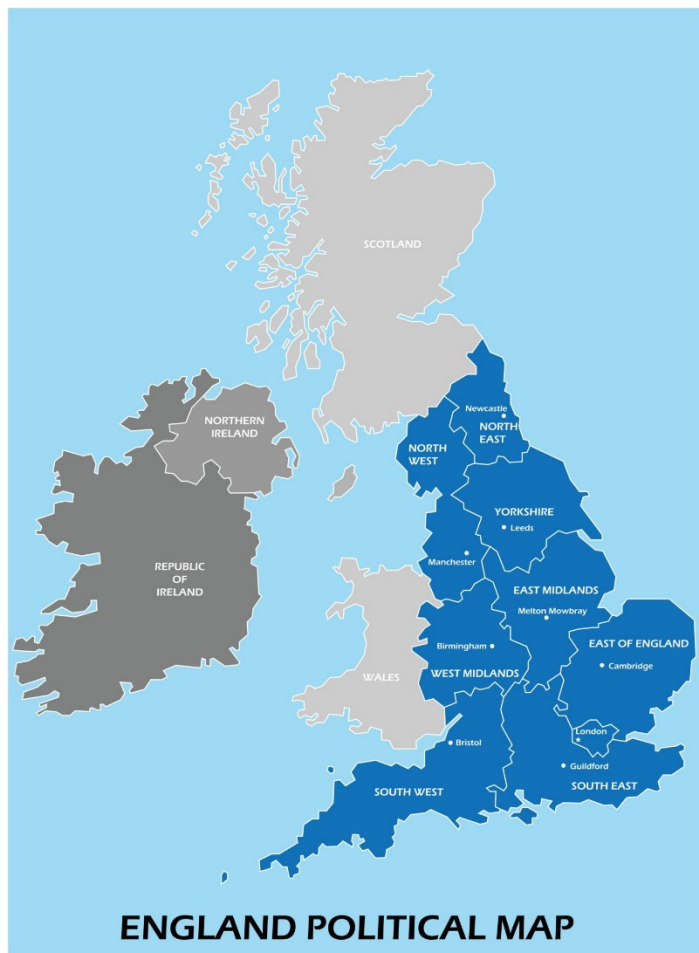 SCOTLAND
Newcastle
NORTH
EAST
NORTHERN
IRELAND
NORTH
WEST
YORKSHIRE
Leeds
Manchester
REPUBLIC
OF
IRELAND
EAST MIDLANDS
Melton Mowbray
EAST OF ENGLAND
Cambridge
Birmingham
WEST MIDLANDS
WALES
London
Bristol
Guildford
SOUTH EAST
SOUTH WEST
ENGLAND POLITICAL MAP